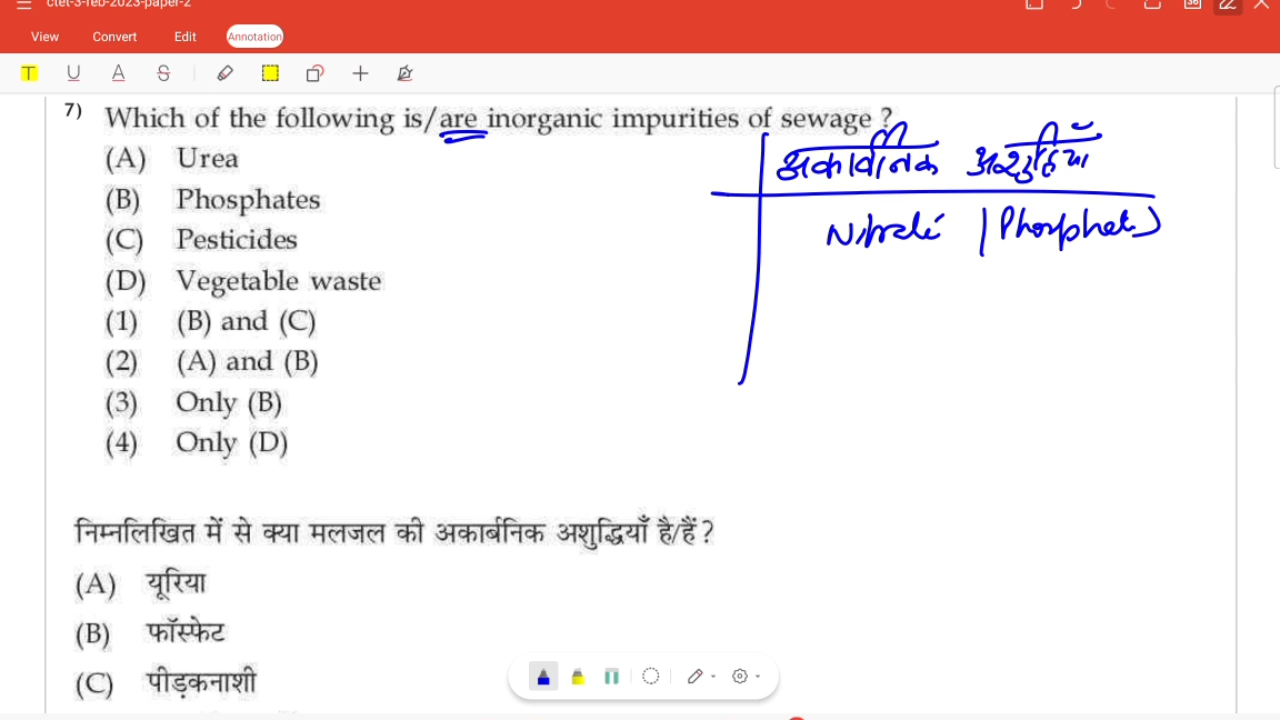 ctet-3-feb-2023-paper-2
View Convert Edit Annotation
7) Which of the following is/are inorganic impurities of sewage ?
(A) Urea
(B) Phosphates
(C) Pesticides
(D) Vegetable waste
(1) (B) and (C)
(2) (A) and (B)
(3) Only (B)
(4) Only (D)
अकार्बनिक अशुद्धियाँ
Nitrate | Phosphate
निम्नलिखित में से क्या मलजल की अकार्बनिक अशुद्धियाँ है/हैं?
(A) यूरिया
(B) फॉस्फेट
(C) पीड़कनाशी